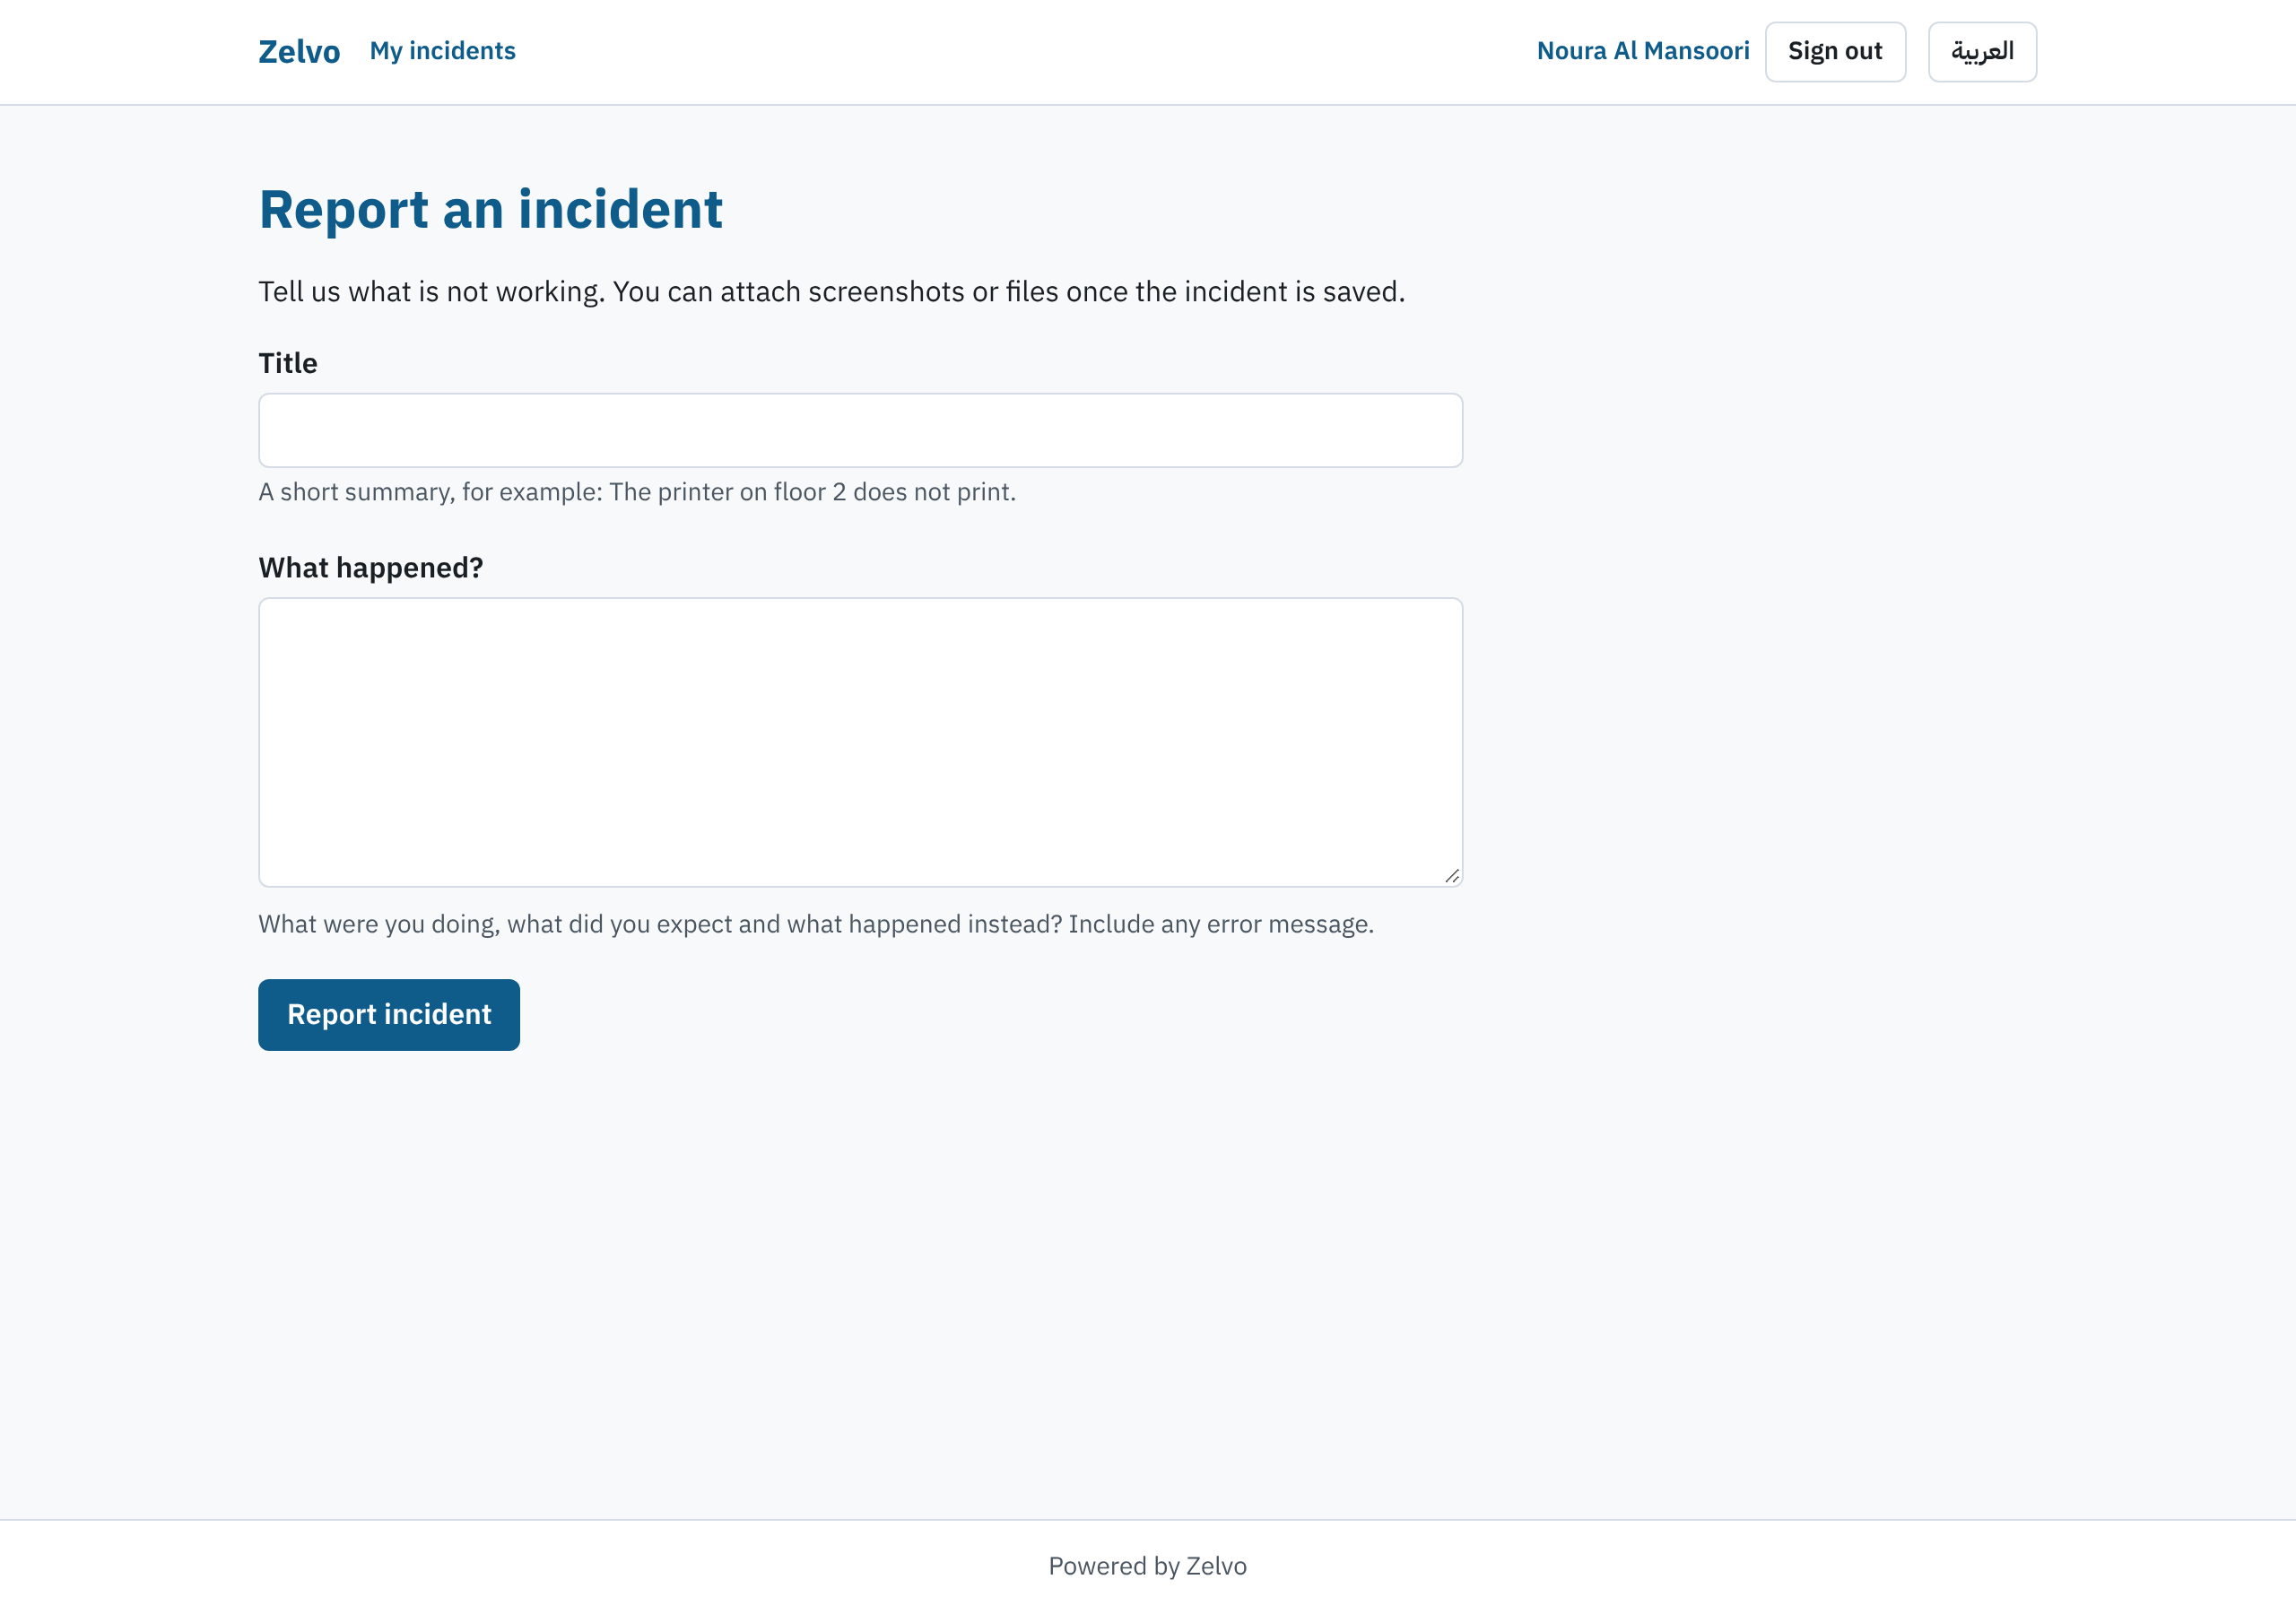 Zelvo
My incidents
Noura Al Mansoori
Sign out
العربية
Report an incident
Tell us what is not working. You can attach screenshots or files once the incident is saved.
Title
A short summary, for example: The printer on floor 2 does not print.
What happened?
What were you doing, what did you expect and what happened instead? Include any error message.
Report incident
Powered by Zelvo